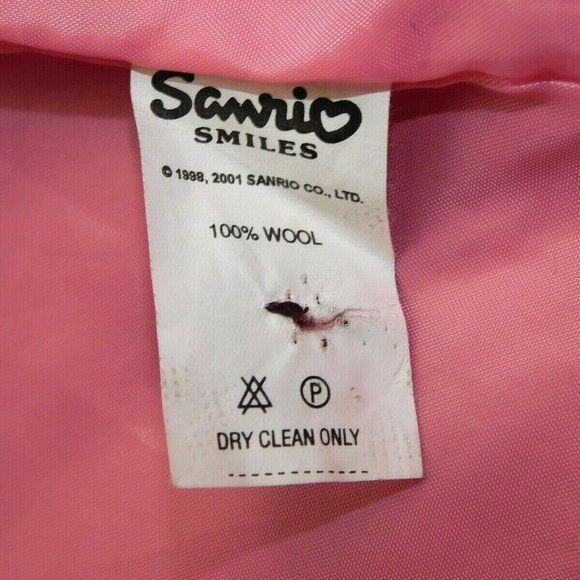 Sanrio
SMILES
© 1998, 2001 SANRIO CO., LTD.
100% WOOL
P
DRY CLEAN ONLY